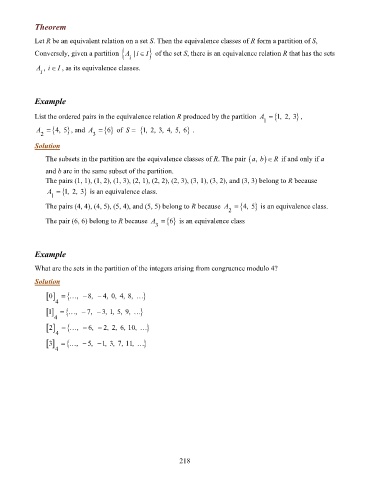 Theorem
Let R be an equivalent relation on a set S. Then the equivalence classes of R form a partition of S,
Conversely, given a partition {A_i | i ∈ I} of the set S, there is an equivalence relation R that has the sets
A_i, i ∈ I, as its equivalence classes.
Example
List the ordered pairs in the equivalence relation R produced by the partition A_1 = {1, 2, 3},
A_2 = {4, 5}, and A_3 = {6} of S = {1, 2, 3, 4, 5, 6}.
Solution
The subsets in the partition are the equivalence classes of R. The pair (a, b) ∈ R if and only if a
and b are in the same subset of the partition.
The pairs (1, 1), (1, 2), (1, 3), (2, 1), (2, 2), (2, 3), (3, 1), (3, 2), and (3, 3) belong to R because
A_1 = {1, 2, 3} is an equivalence class.
The pairs (4, 4), (4, 5), (5, 4), and (5, 5) belong to R because A_2 = {4, 5} is an equivalence class.
The pair (6, 6) belong to R because A_3 = {6} is an equivalence class
Example
What are the sets in the partition of the integers arising from congruence modulo 4?
Solution
[0]_4 = {…, −8, −4, 0, 4, 8, …}
[1]_4 = {…, −7, −3, 1, 5, 9, …}
[2]_4 = {…, −6, −2, 2, 6, 10, …}
[3]_4 = {…, −5, −1, 3, 7, 11, …}
218